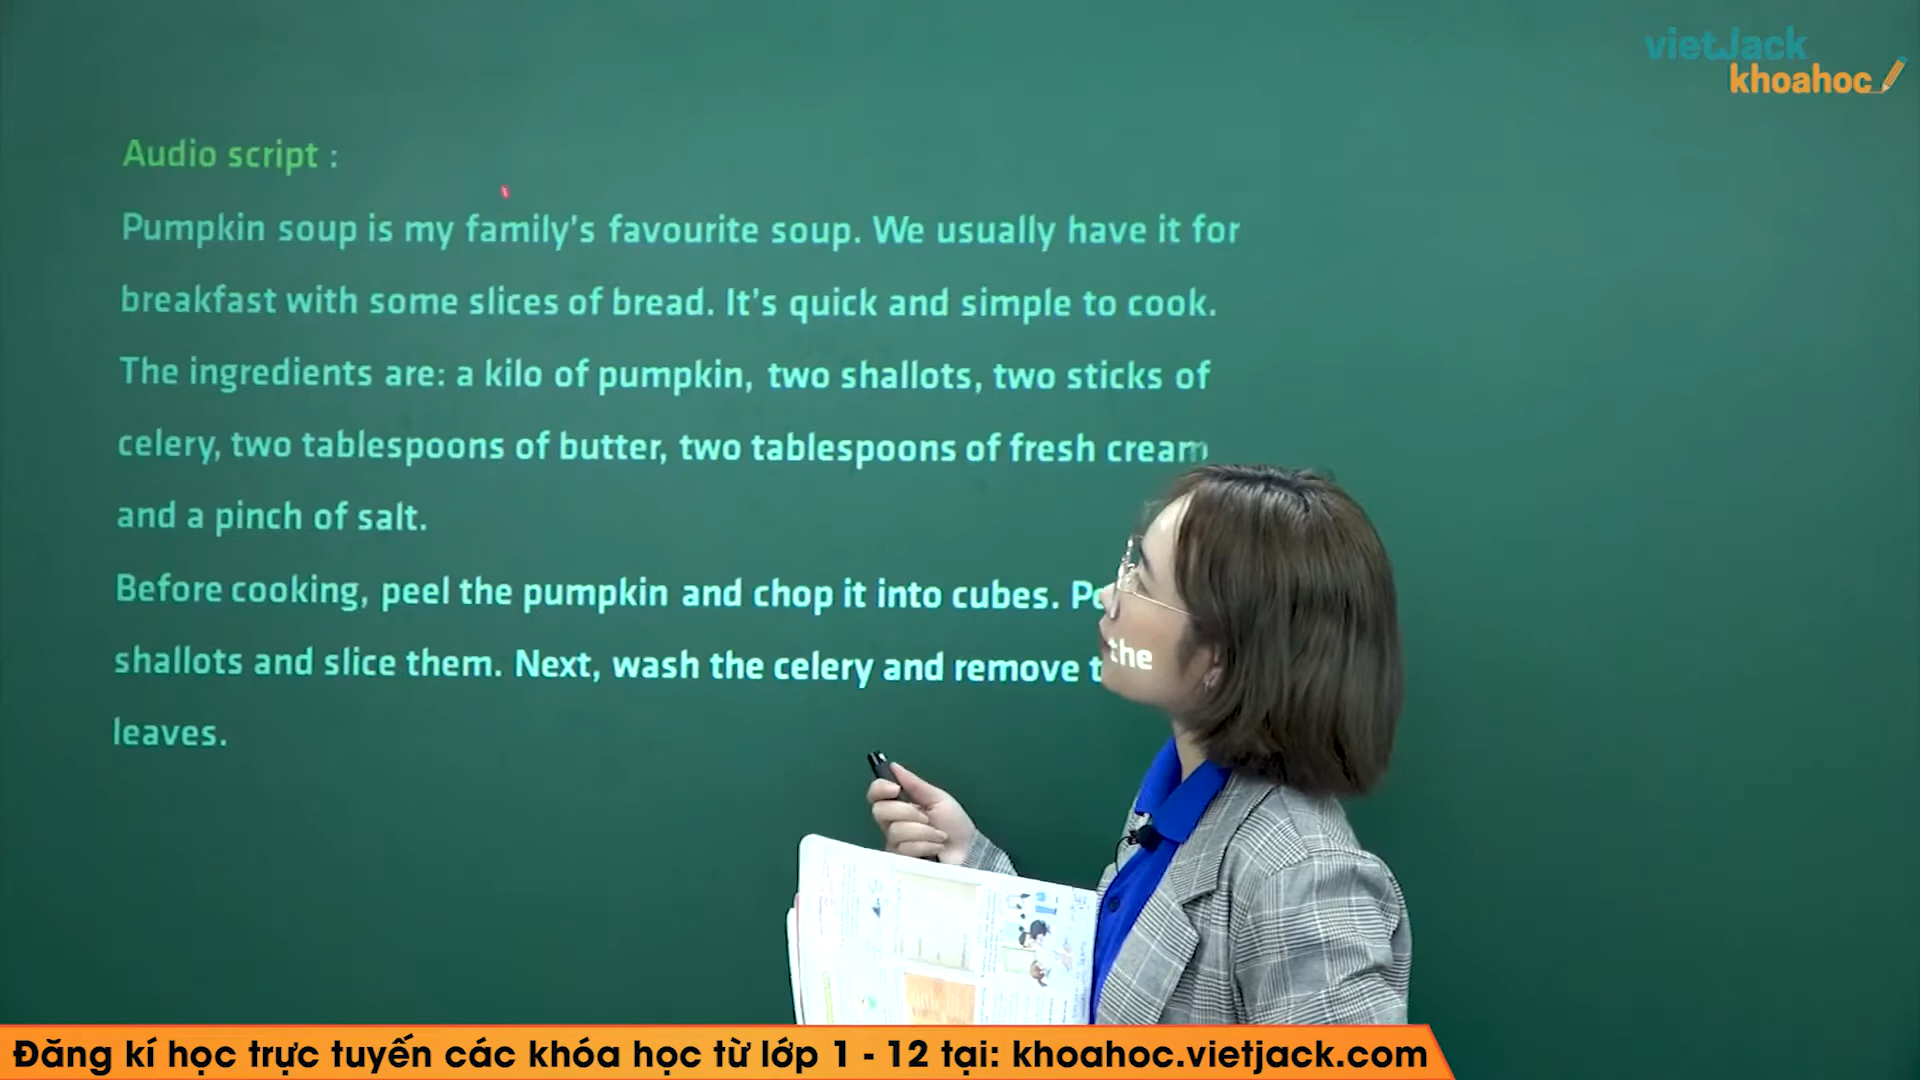 vietJack
khoahoc
Audio script :
Pumpkin soup is my family's favourite soup. We usually have it for
breakfast with some slices of bread. It's quick and simple to cook.
The ingredients are: a kilo of pumpkin, two shallots, two sticks of
celery, two tablespoons of butter, two tablespoons of fresh cream
and a pinch of salt.
Before cooking, peel the pumpkin and chop it into cubes.
shallots and slice them. Next, wash the celery and remove the
leaves.
Đăng kí học trực tuyến các khóa học từ lớp 1 - 12 tại: khoahoc.vietjack.com